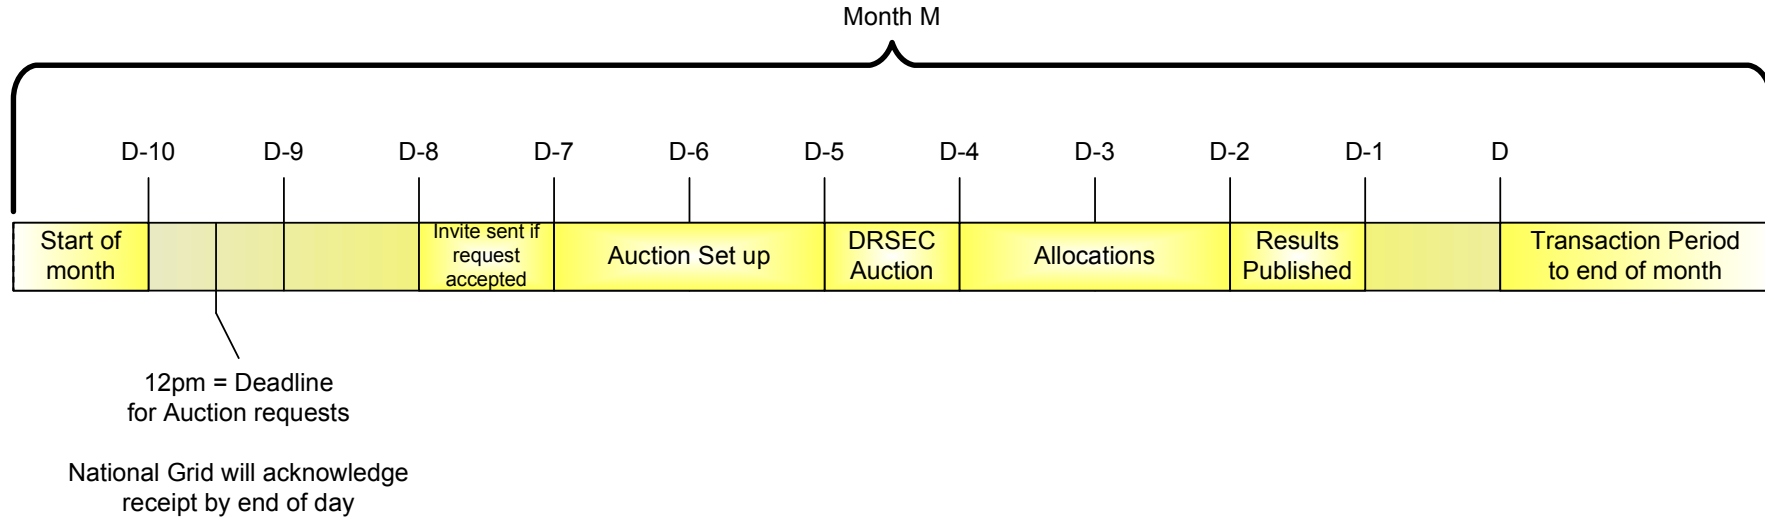 Month M
D-10 D-9 D-8 D-7 D-6 D-5 D-4 D-3 D-2 D-1 D
Start of
month
Invite sent if
request
accepted
Auction Set up
DRSEC
Auction
Allocations
Results
Published
Transaction Period
to end of month
12pm = Deadline
for Auction requests
National Grid will acknowledge
receipt by end of day